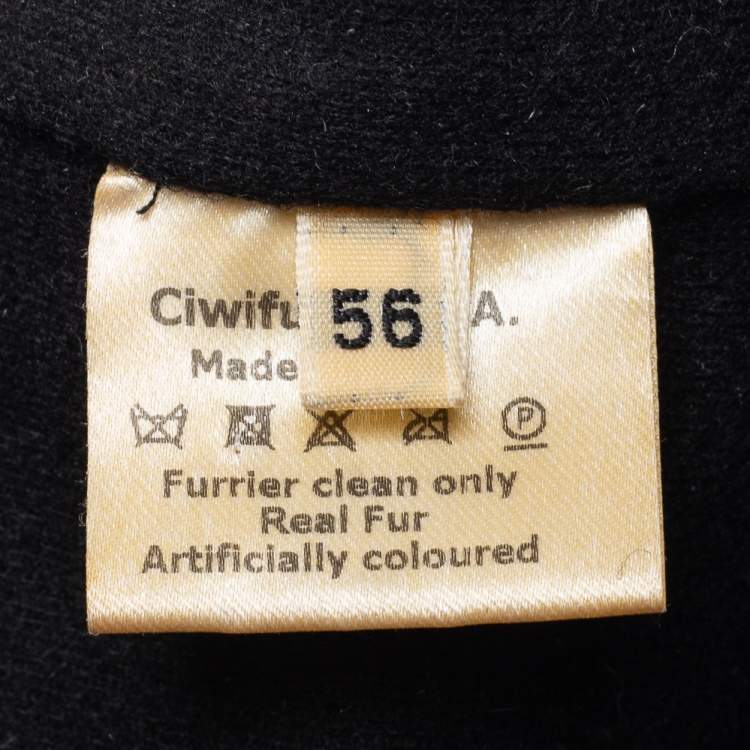 Ciwifu A.
56
Made
P
Furrier clean only
Real Fur
Artificially coloured